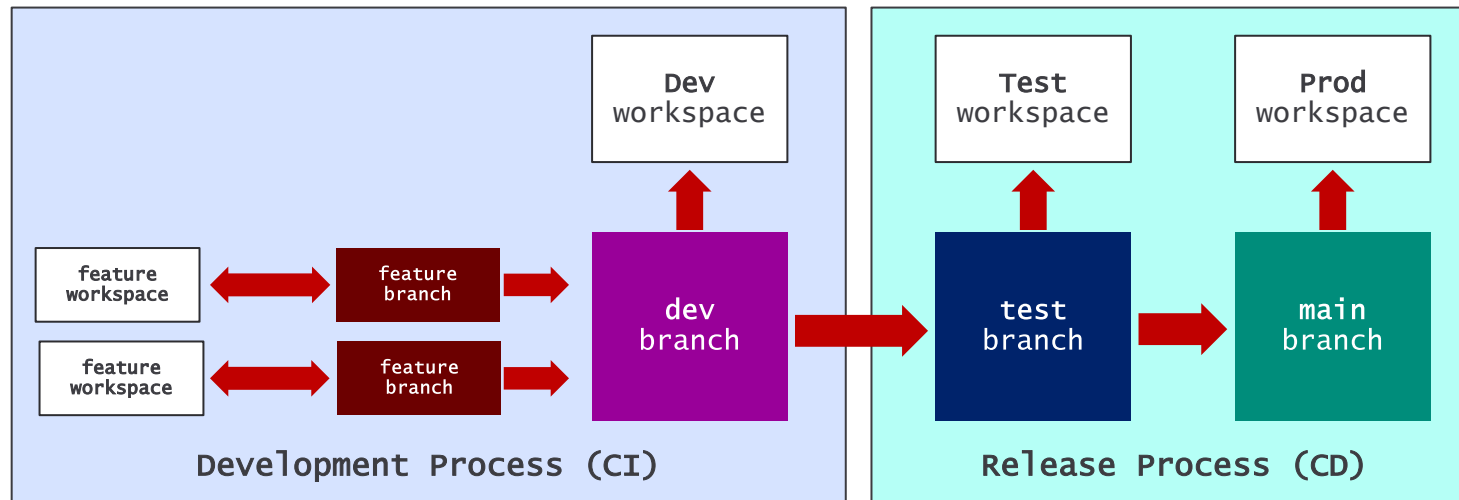 Dev
workspace
Test
workspace
Prod
workspace
feature
workspace
feature
branch
dev
branch
test
branch
main
branch
feature
workspace
feature
branch
Development Process (CI)
Release Process (CD)